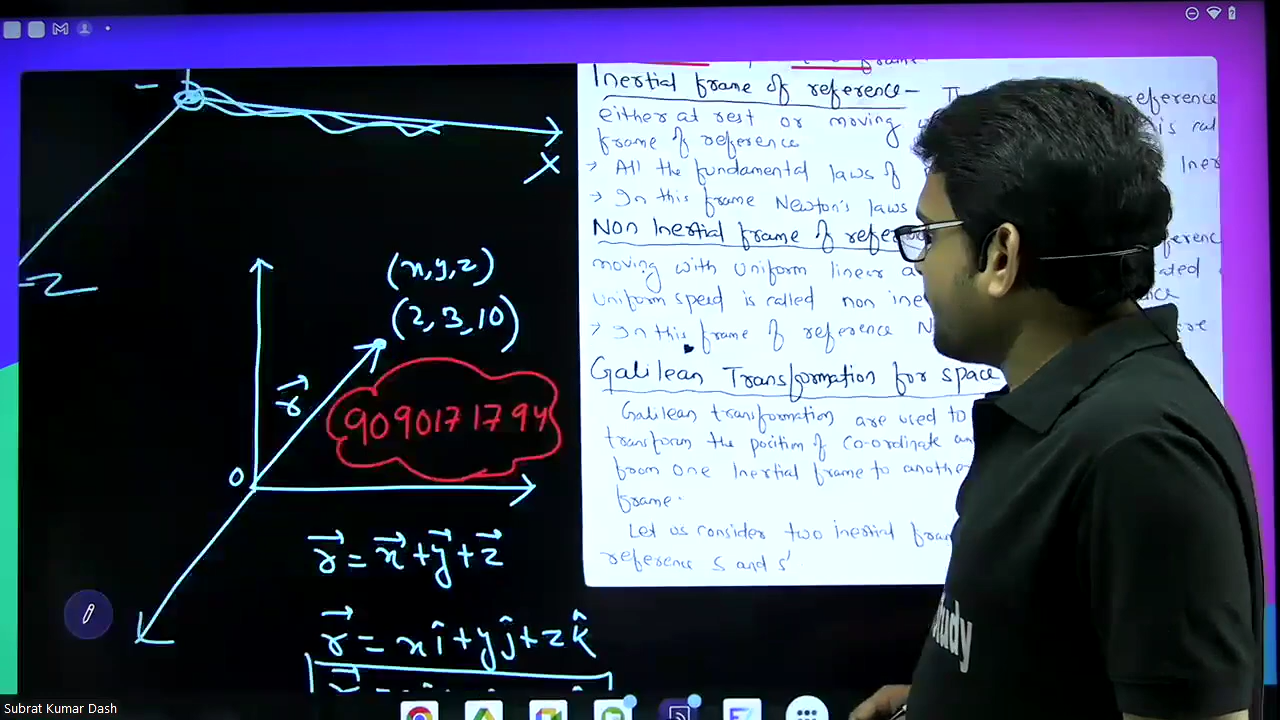 -
X
-Z
(x,y,z)
(2,3,10)
r
9090171794
O
r = x+y+z
r = xî+yĵ+zk̂
frame.
Inertial frame of reference - reference
either at rest or moving
frame of reference
→ All the fundamental laws of Iner
→ In this frame Newton's laws
Non Inertial frame of refer
moving with uniform linear
uniform speed is called non ine
→ In this frame of reference N
Galilean Transformation for space
Galilean transformation are used to
transform the position of co-ordinate an
from one Inertial frame to another
frame.
Let us consider two inertial fram
reference S and S'
tudy
Subrat Kumar Dash